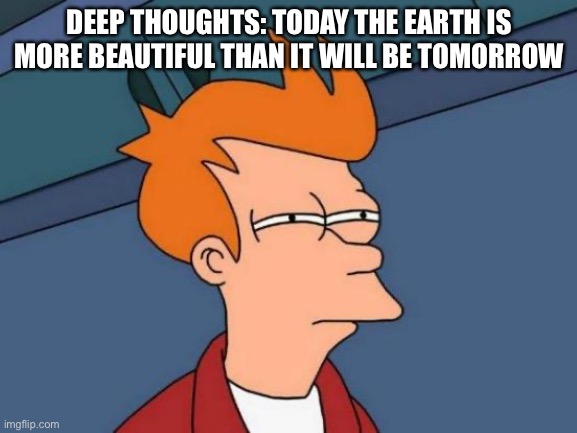 DEEP THOUGHTS: TODAY THE EARTH IS
MORE BEAUTIFUL THAN IT WILL BE TOMORROW
imgflip.com